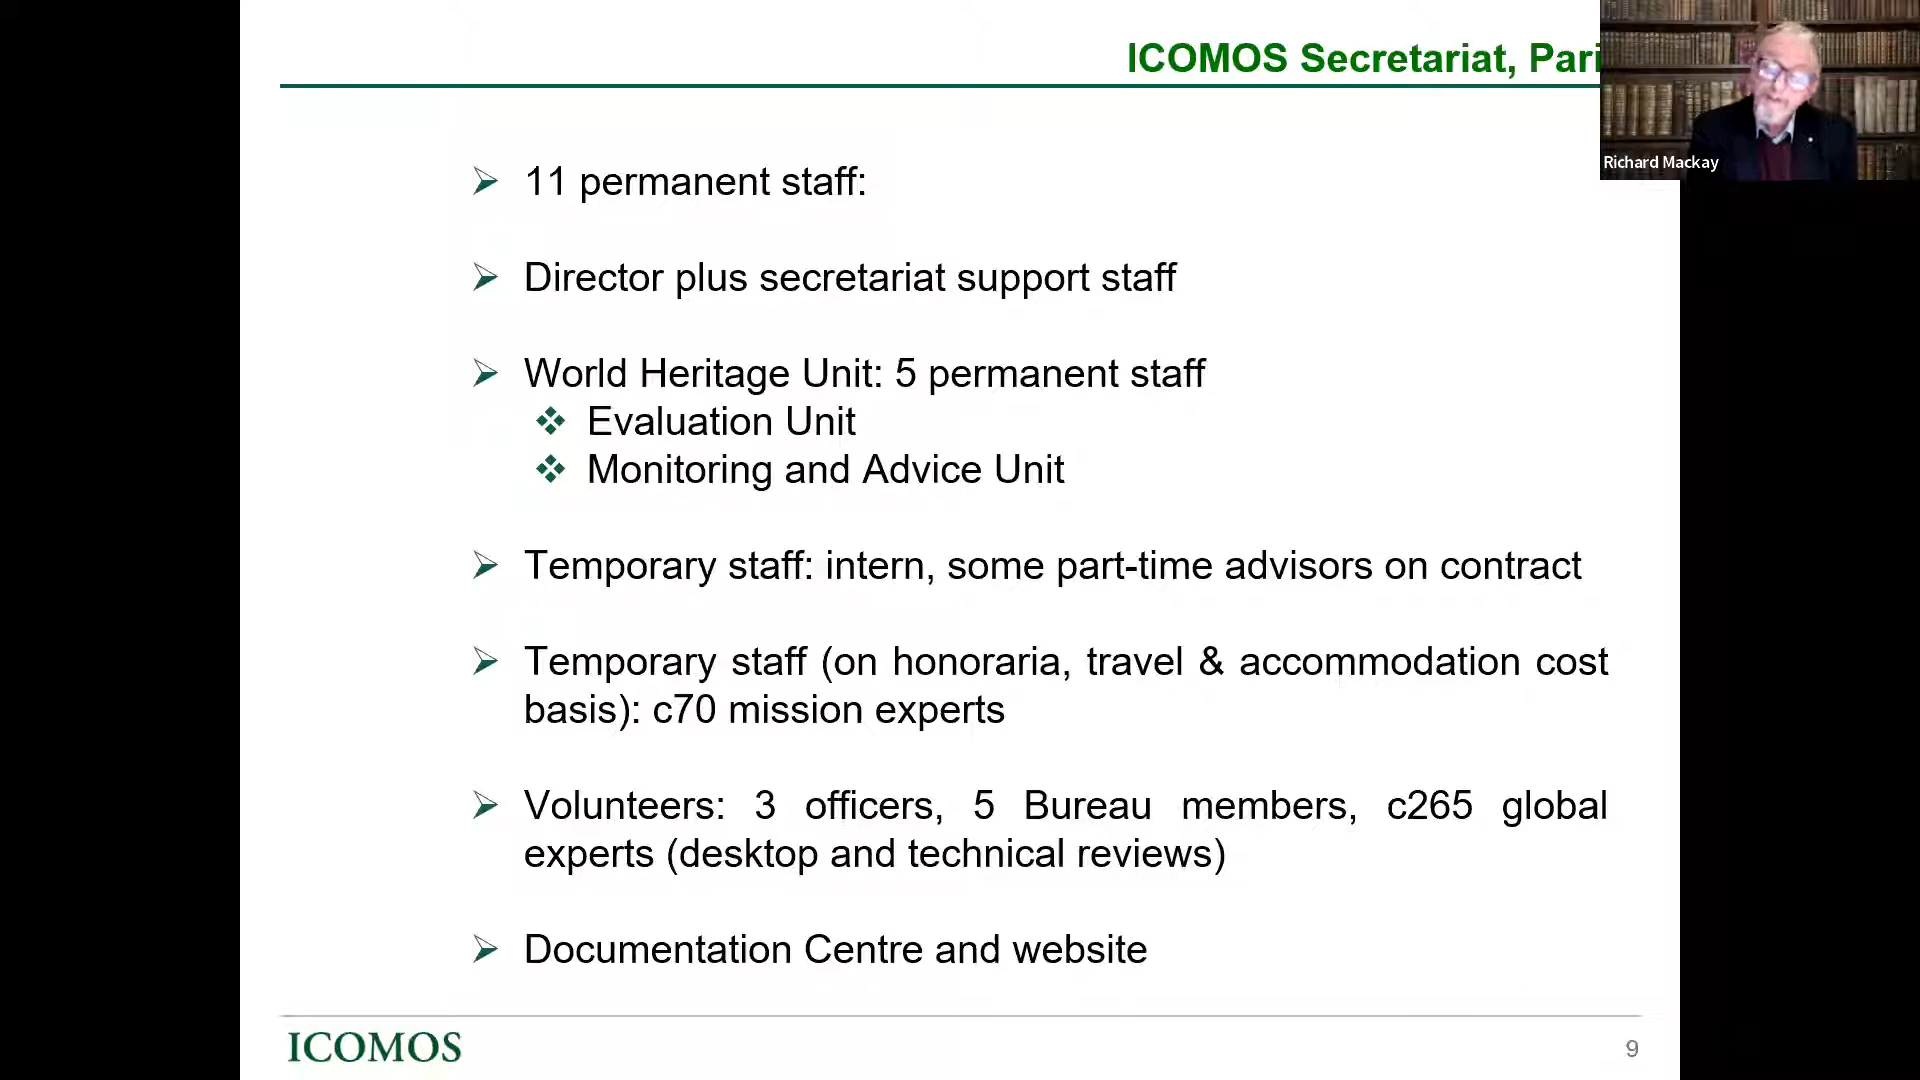 ICOMOS Secretariat, Pari
Richard Mackay
11 permanent staff:
Director plus secretariat support staff
World Heritage Unit: 5 permanent staff
Evaluation Unit
Monitoring and Advice Unit
Temporary staff: intern, some part-time advisors on contract
Temporary staff (on honoraria, travel & accommodation cost
basis): c70 mission experts
Volunteers: 3 officers, 5 Bureau members, c265 global
experts (desktop and technical reviews)
Documentation Centre and website
ICOMOS
9